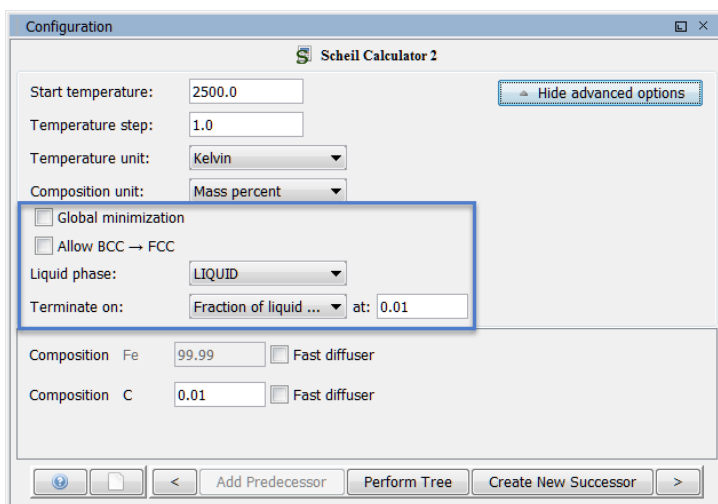 Configuration
Scheil Calculator 2
Start temperature: 2500.0 Hide advanced options
Temperature step: 1.0
Temperature unit: Kelvin
Composition unit: Mass percent
Global minimization
Allow BCC → FCC
Liquid phase: LIQUID
Terminate on: Fraction of liquid ... at: 0.01
Composition Fe 99.99 Fast diffuser
Composition C 0.01 Fast diffuser
< Add Predecessor Perform Tree Create New Successor >